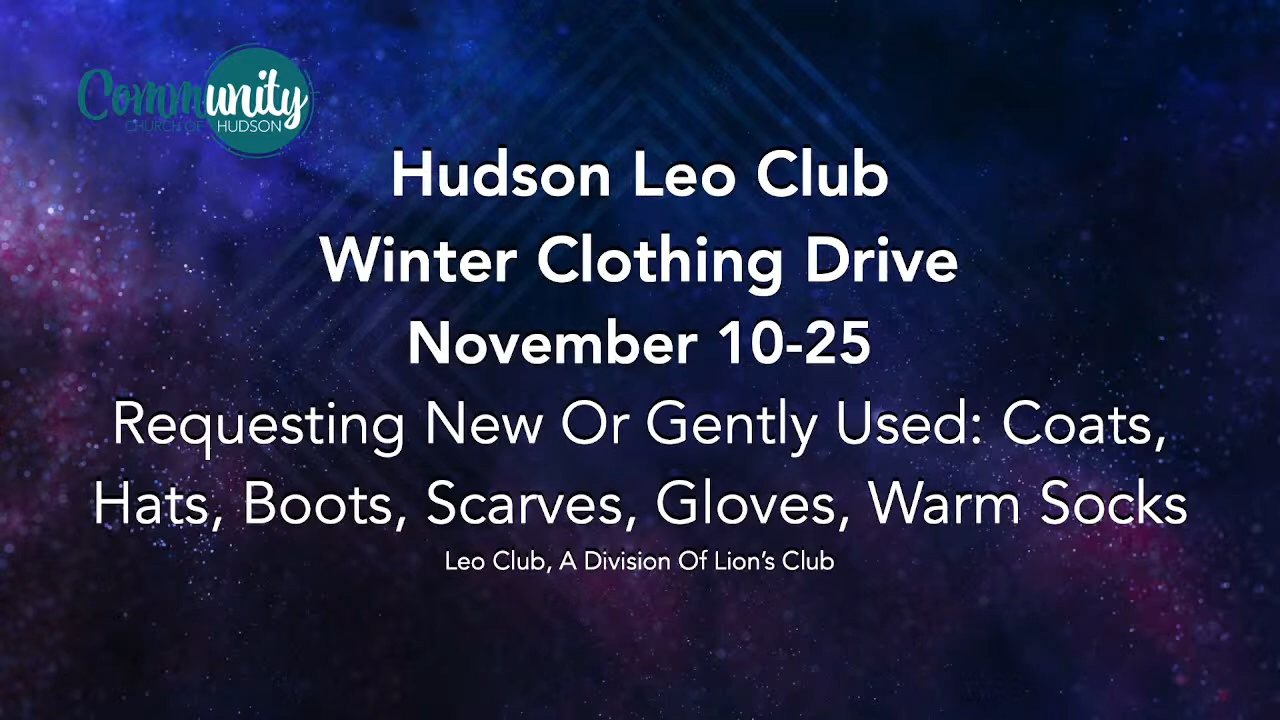 Community
CHURCH OF HUDSON
Hudson Leo Club
Winter Clothing Drive
November 10-25
Requesting New Or Gently Used: Coats,
Hats, Boots, Scarves, Gloves, Warm Socks
Leo Club, A Division Of Lion's Club